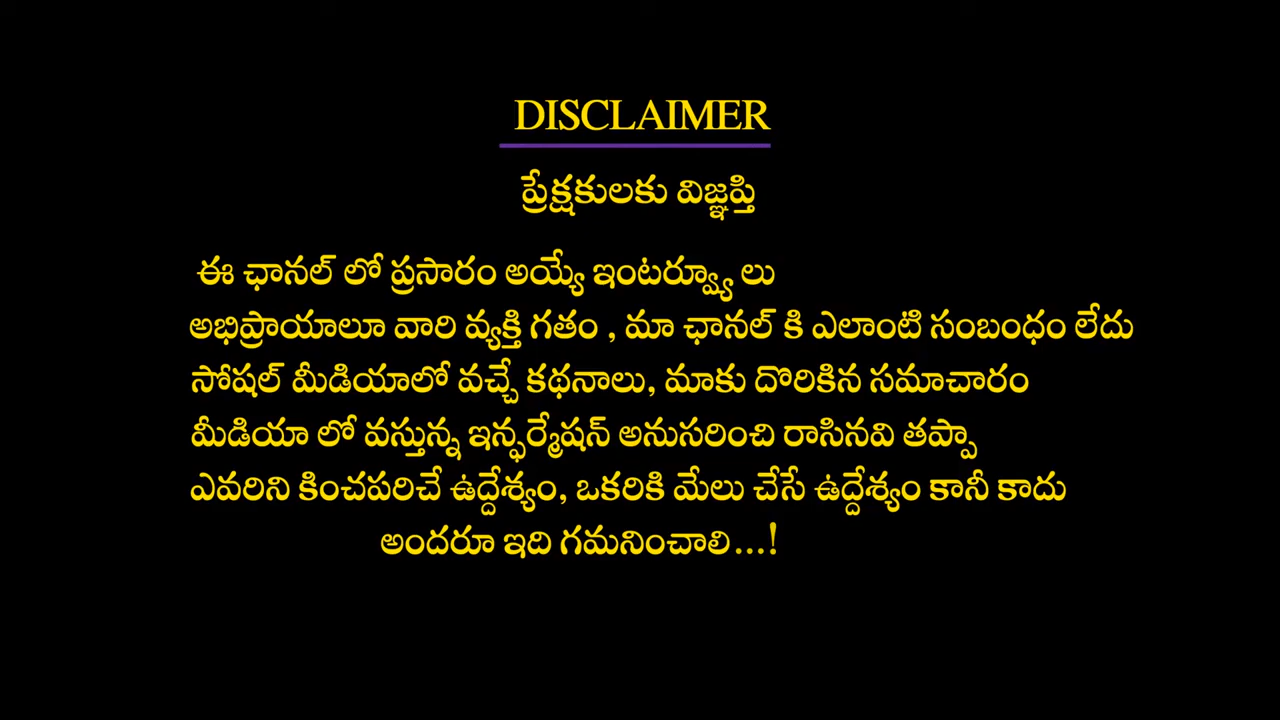 DISCLAIMER
ప్రేక్షకులకు విజ్ఞప్తి
ఈ ఛానల్ లో ప్రసారం అయ్యే ఇంటర్వ్యూ లు
అభిప్రాయాలూ వారి వ్యక్తి గతం , మా ఛానల్ కి ఎలాంటి సంబంధం లేదు
సోషల్ మీడియాలో వచ్చే కథనాలు, మాకు దొరికిన సమాచారం
మీడియా లో వస్తున్న ఇన్ఫర్మేషన్ అనుసరించి రాసినవి తప్పా
ఎవరిని కించపరిచే ఉద్దేశ్యం, ఒకరికి మేలు చేసే ఉద్దేశ్యం కానీ కాదు
అందరూ ఇది గమనించాలి...!